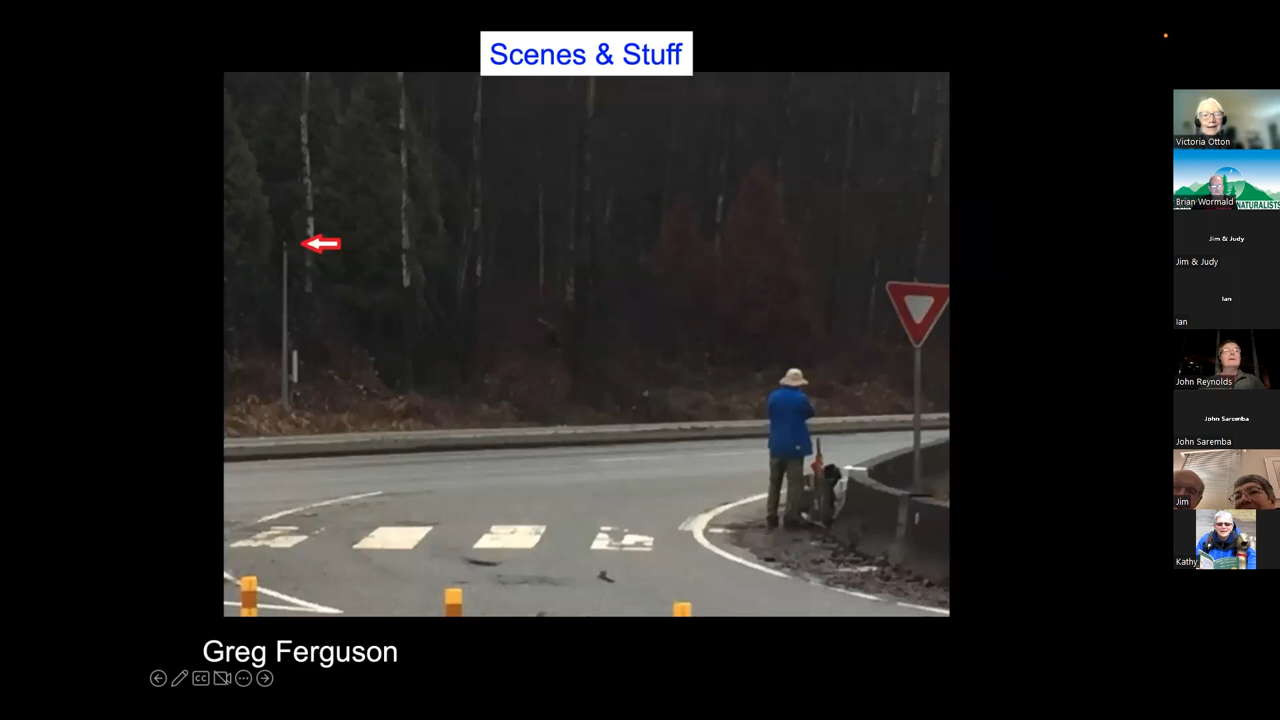 Scenes & Stuff
Greg Ferguson
CC
Victoria Otton
NATURALISTS
Brian Wormald
Jim & Judy
Jim & Judy
Ian
Ian
John Reynolds
John Saremba
John Saremba
Jim
Kathy